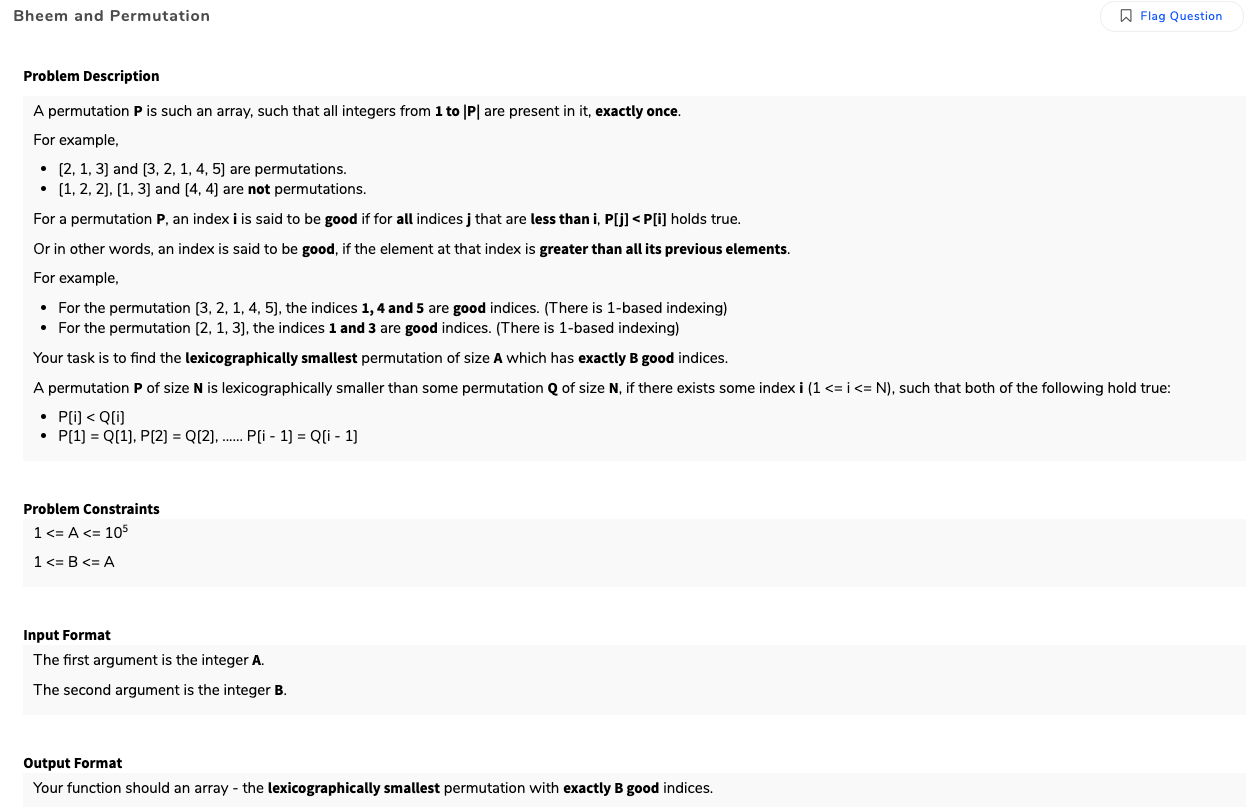 Bheem and Permutation
Flag Question
Problem Description
A permutation P is such an array, such that all integers from 1 to |P| are present in it, exactly once.
For example,
• [2, 1, 3] and [3, 2, 1, 4, 5] are permutations.
• [1, 2, 2], [1, 3] and [4, 4] are not permutations.
For a permutation P, an index i is said to be good if for all indices j that are less than i, P[j] < P[i] holds true.
Or in other words, an index is said to be good, if the element at that index is greater than all its previous elements.
For example,
• For the permutation [3, 2, 1, 4, 5], the indices 1, 4 and 5 are good indices. (There is 1-based indexing)
• For the permutation [2, 1, 3], the indices 1 and 3 are good indices. (There is 1-based indexing)
Your task is to find the lexicographically smallest permutation of size A which has exactly B good indices.
A permutation P of size N is lexicographically smaller than some permutation Q of size N, if there exists some index i (1 <= i <= N), such that both of the following hold true:
• P[i] < Q[i]
• P[1] = Q[1], P[2] = Q[2], ...... P[i - 1] = Q[i - 1]
Problem Constraints
1 <= A <= 10⁵
1 <= B <= A
Input Format
The first argument is the integer A.
The second argument is the integer B.
Output Format
Your function should an array - the lexicographically smallest permutation with exactly B good indices.